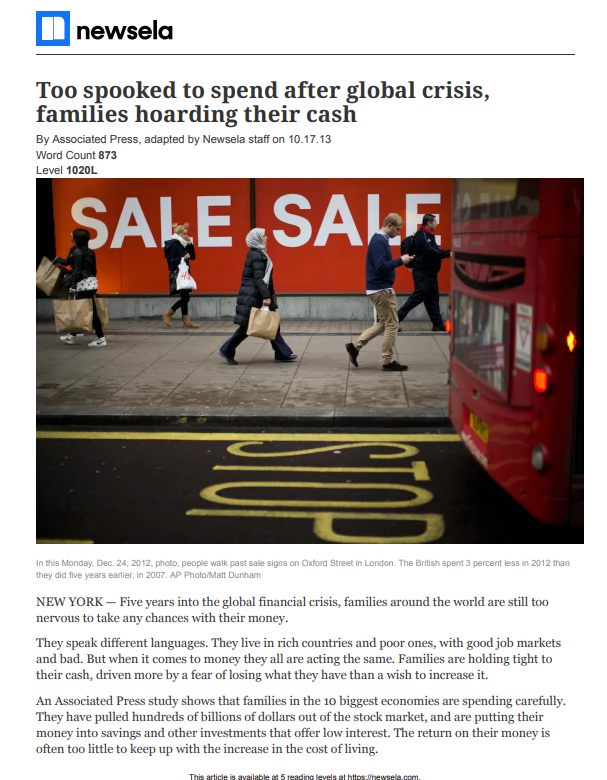 newsela
Too spooked to spend after global crisis,
families hoarding their cash
By Associated Press, adapted by Newsela staff on 10.17.13
Word Count 873
Level 1020L
SALE SALE
STOP
In this Monday, Dec. 24, 2012, photo, people walk past sale signs on Oxford Street in London. The British spent 3 percent less in 2012 than
they did five years earlier, in 2007. AP Photo/Matt Dunham
NEW YORK — Five years into the global financial crisis, families around the world are still too
nervous to take any chances with their money.
They speak different languages. They live in rich countries and poor ones, with good job markets
and bad. But when it comes to money they all are acting the same. Families are holding tight to
their cash, driven more by a fear of losing what they have than a wish to increase it.
An Associated Press study shows that families in the 10 biggest economies are spending carefully.
They have pulled hundreds of billions of dollars out of the stock market, and are putting their
money into savings and other investments that offer low interest. The return on their money is
often too little to keep up with the increase in the cost of living.
This article is available at 5 reading levels at https://newsela.com.